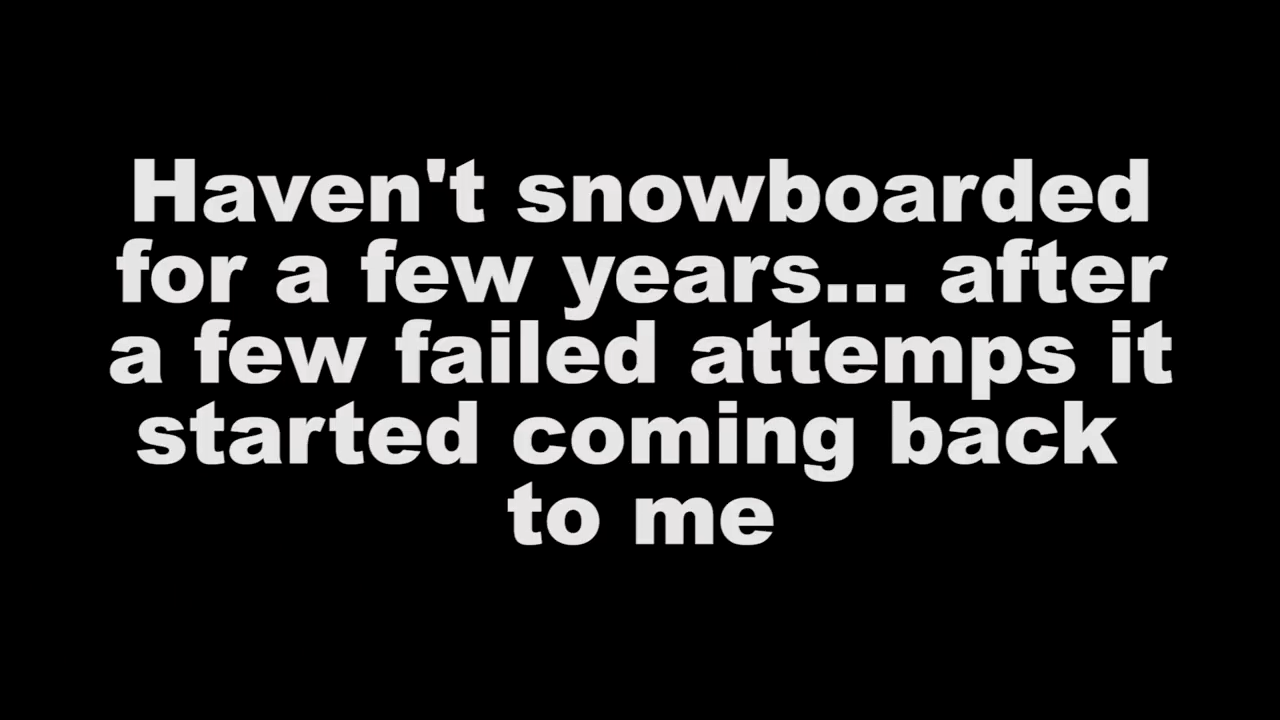 Haven't snowboarded
for a few years... after
a few failed attemps it
started coming back
to me